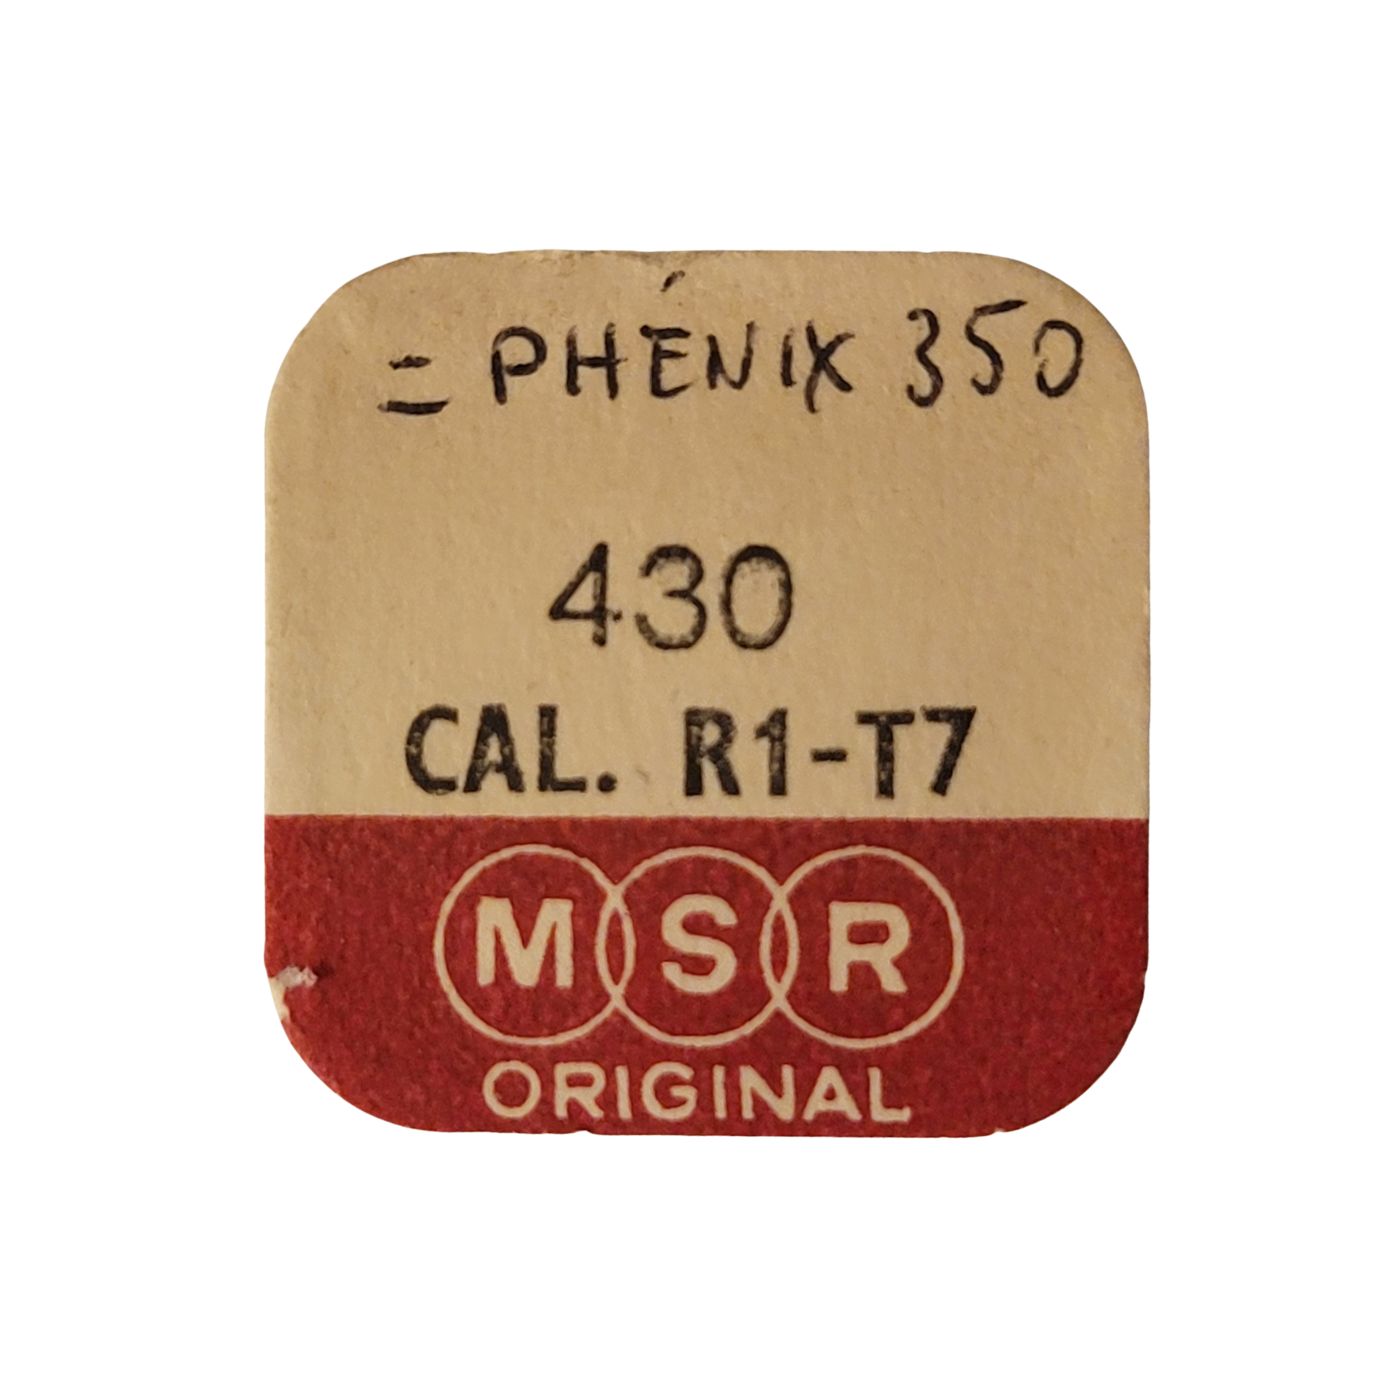 = PHÉNIX 350
430
CAL. R1-T7
MSR
ORIGINAL